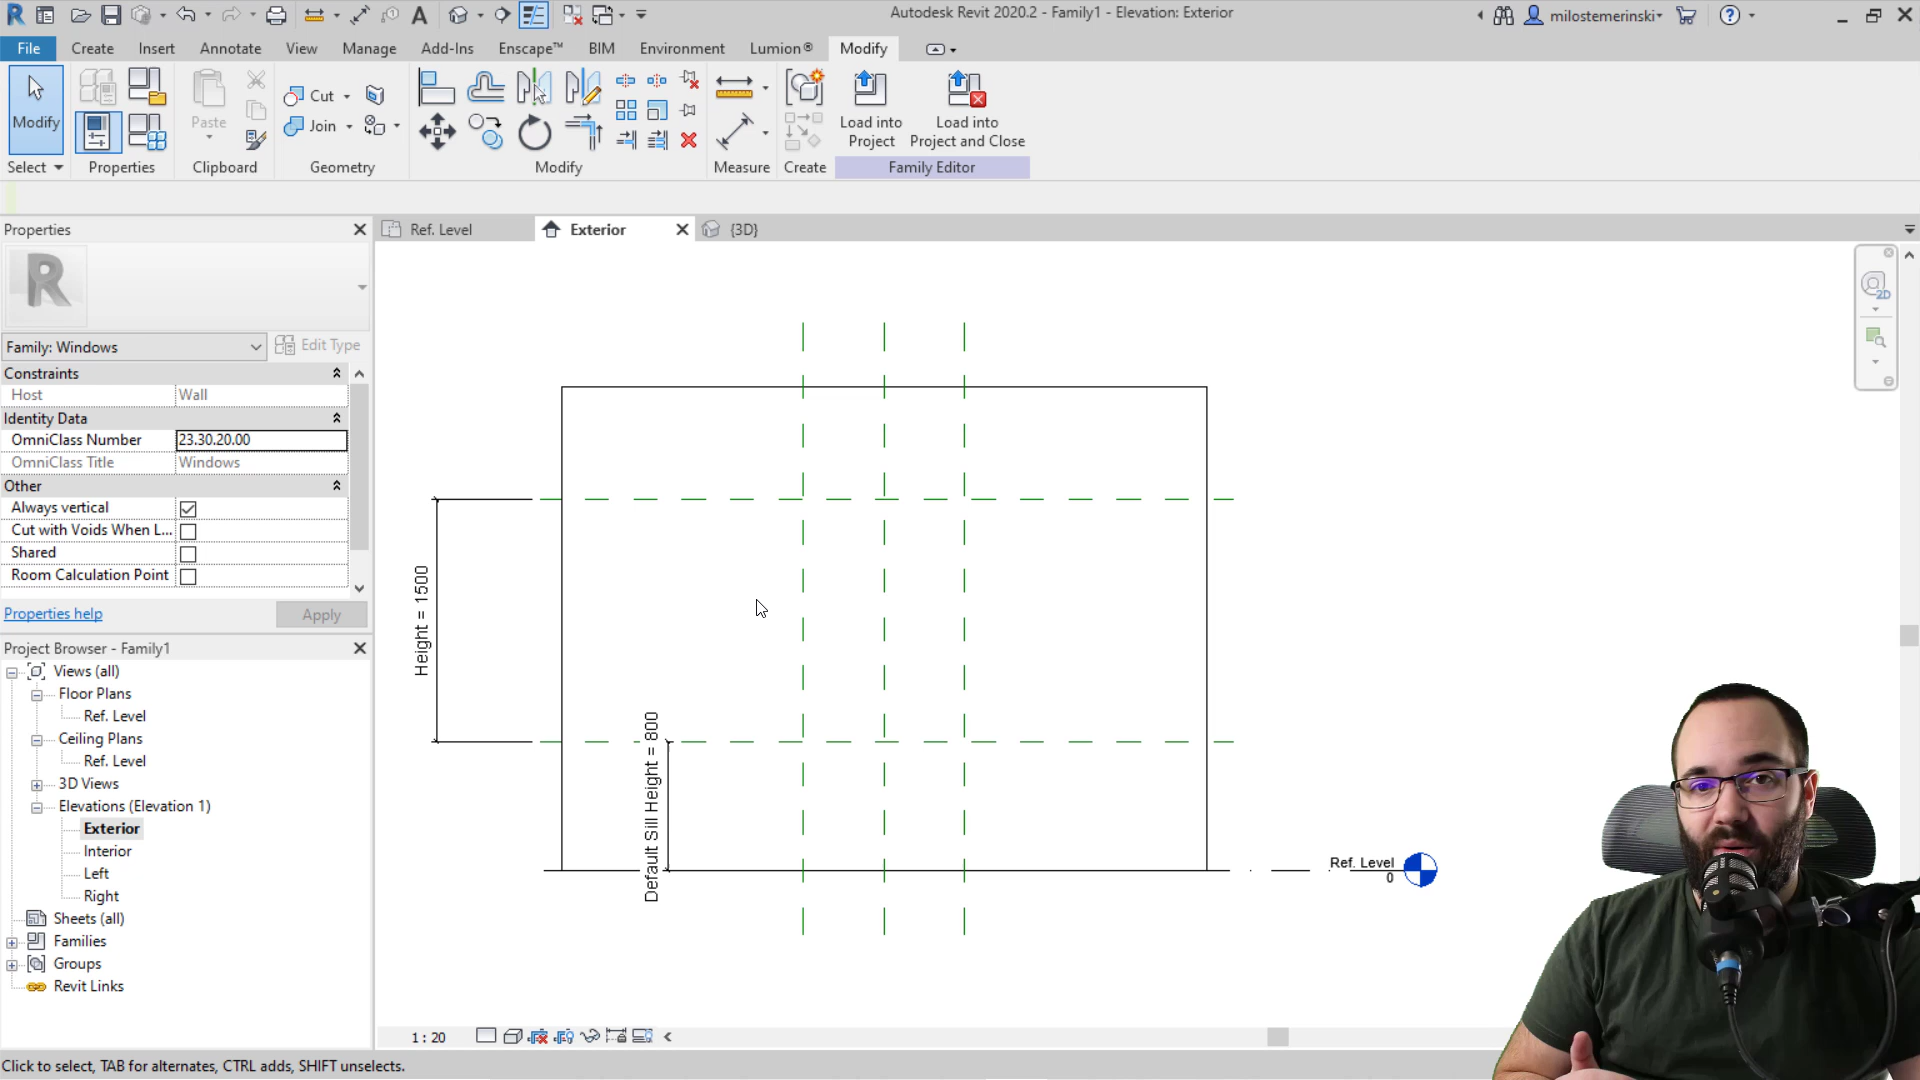 Autodesk Revit 2020.2 - Family1 - Elevation: Exterior
milostemerinski
File
Create
Insert
Annotate
View
Manage
Add-Ins
Enscape™
BIM
Environment
Lumion®
Modify
Modify
Paste
Cut
Join
Load into
Project
Load into
Project and Close
Select
Properties
Clipboard
Geometry
Modify
Measure
Create
Family Editor
Properties
Ref. Level
Exterior
{3D}
R
Family: Windows
Edit Type
Constraints
Host
Wall
Identity Data
OmniClass Number
23.30.20.00
OmniClass Title
Windows
Other
Always vertical
Cut with Voids When L...
Shared
Room Calculation Point
Properties help
Apply
Project Browser - Family1
Views (all)
Floor Plans
Ref. Level
Ceiling Plans
Ref. Level
3D Views
Elevations (Elevation 1)
Exterior
Interior
Left
Right
Sheets (all)
Families
Groups
Revit Links
2D
Height = 1500
Default Sill Height = 800
Ref. Level
0
1 : 20
Click to select, TAB for alternates, CTRL adds, SHIFT unselects.